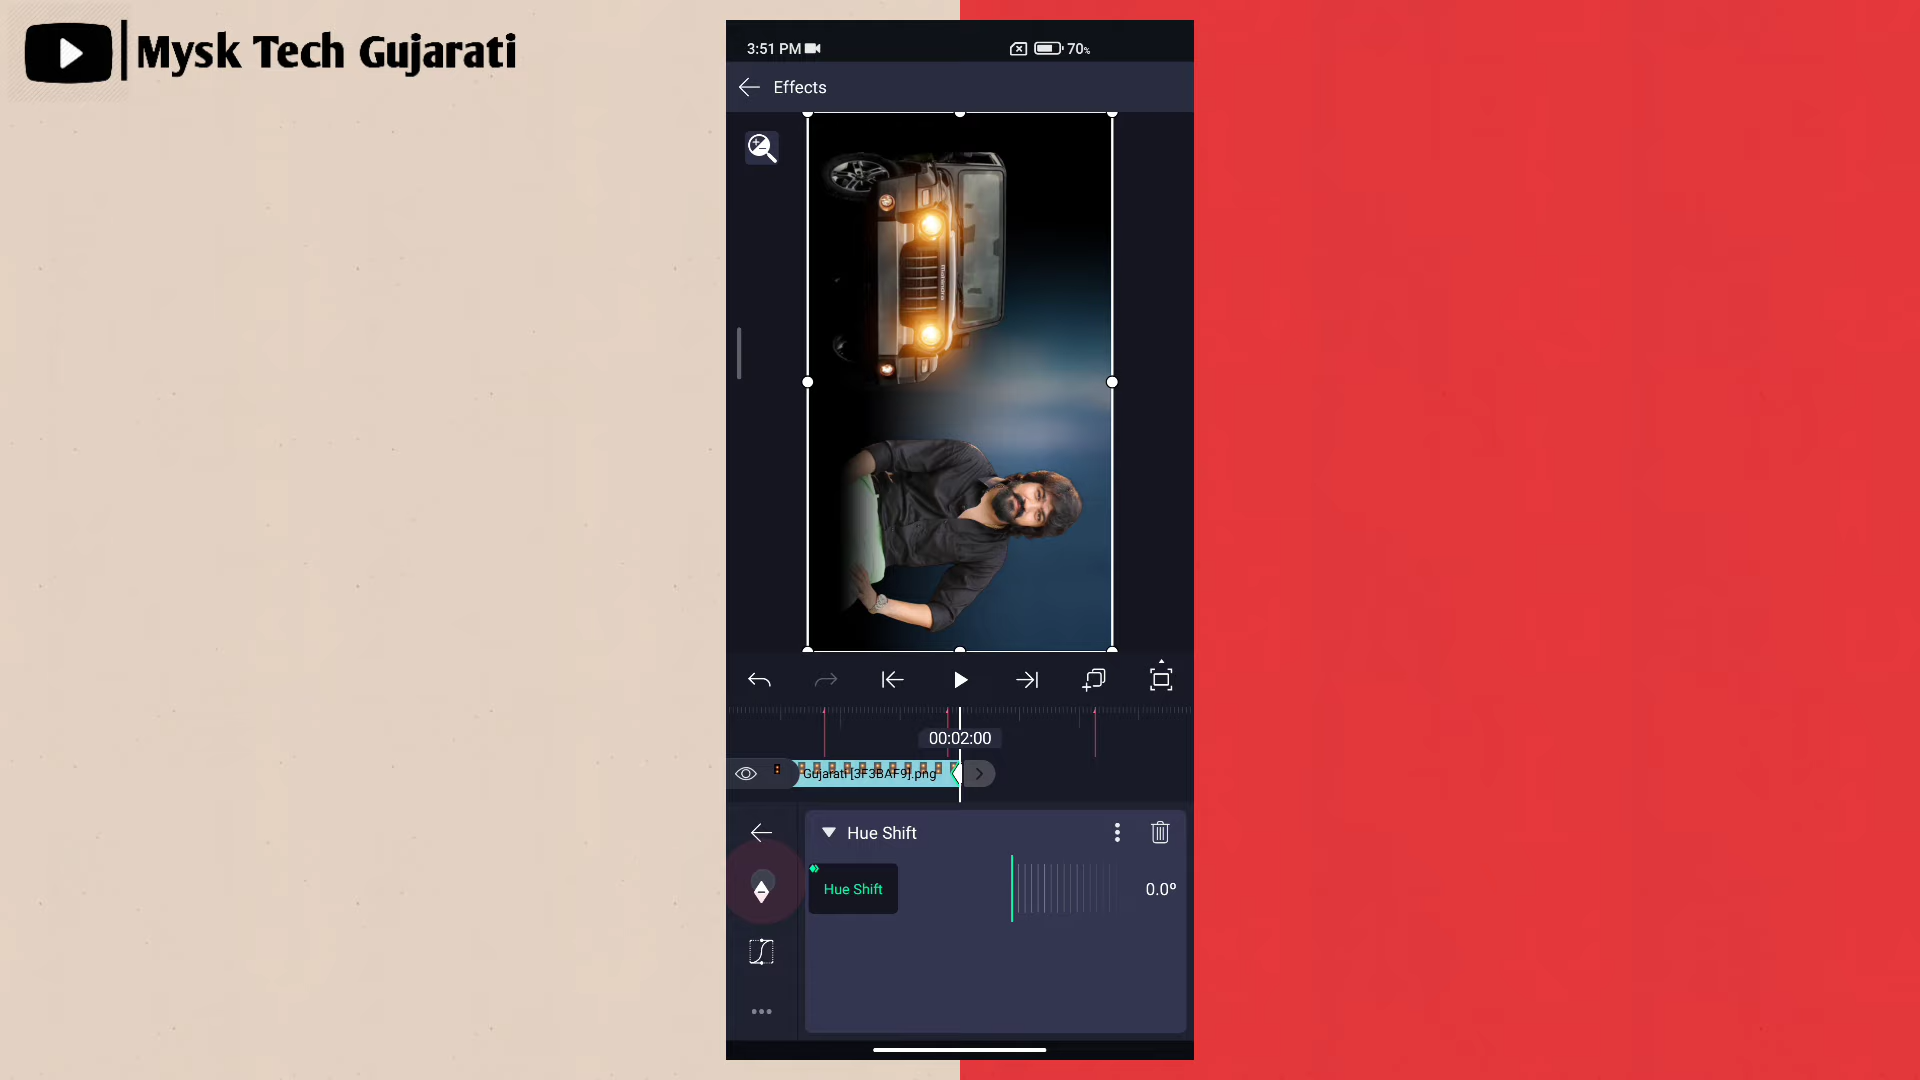 Mysk Tech Gujarati
3:51 PM
70%
Effects
00:02:00
Gujarati [3F3BAF9].png
Hue Shift
Hue Shift
0.0º